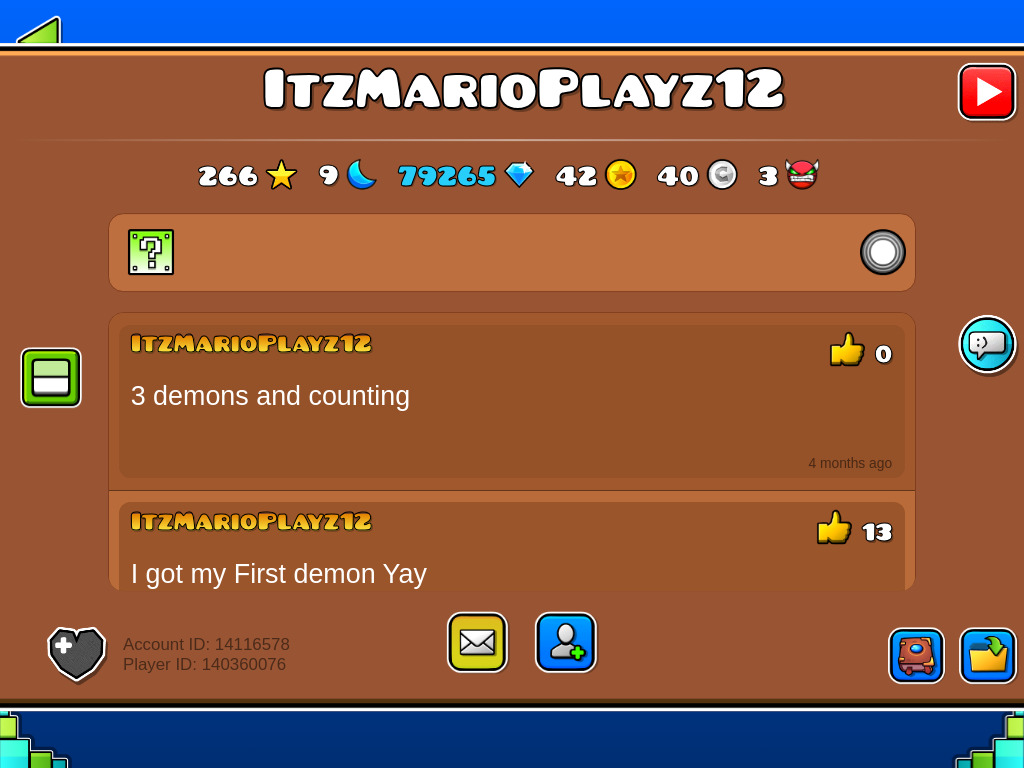 ItzMarioPlayz12
266 9 79265 42 40 3
ItzMarioPlayz12
0
3 demons and counting
4 months ago
ItzMarioPlayz12
13
I got my First demon Yay
Account ID: 14116578
Player ID: 140360076